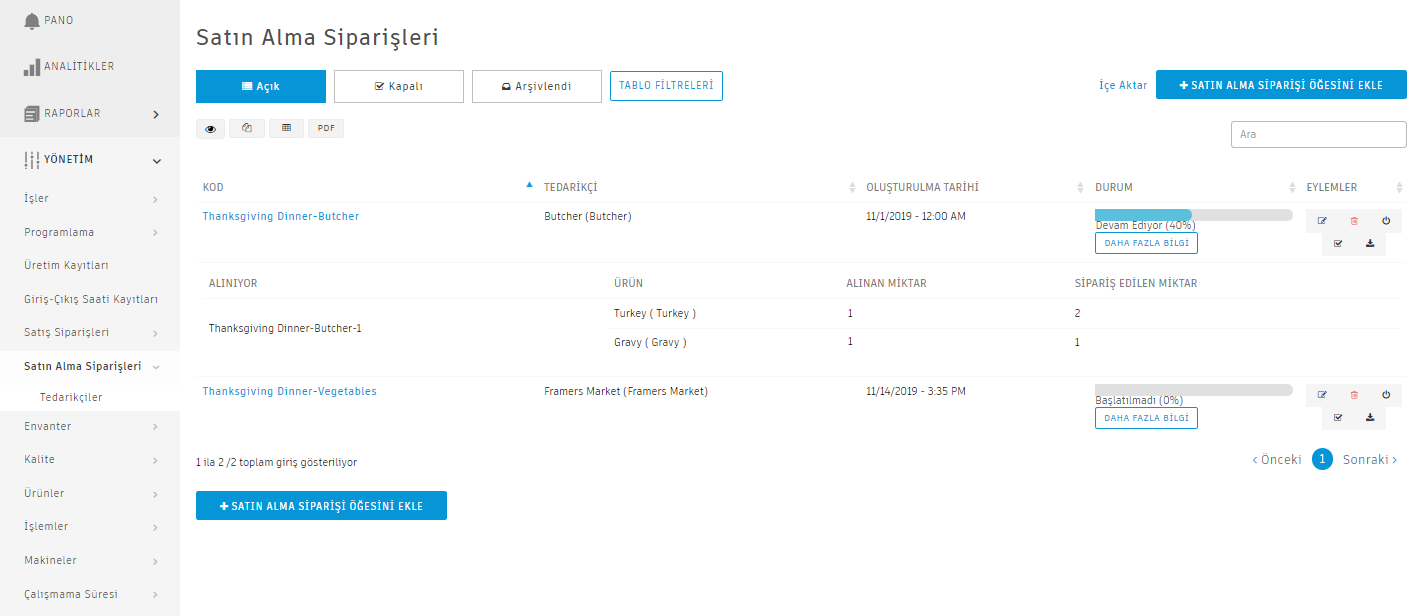 PANO
ANALİTİKLER
RAPORLAR
YÖNETİM
İşler
Programlama
Üretim Kayıtları
Giriş-Çıkış Saati Kayıtları
Satış Siparişleri
Satın Alma Siparişleri
Tedarikçiler
Envanter
Kalite
Ürünler
İşlemler
Makineler
Çalışmama Süresi
Satın Alma Siparişleri
Açık Kapalı Arşivlendi TABLO FİLTRELERİ İçe Aktar + SATIN ALMA SİPARİŞİ ÖĞESİNİ EKLE
PDF
Ara
KOD TEDARİKÇİ OLUŞTURULMA TARİHİ DURUM EYLEMLER
Thanksgiving Dinner-Butcher Butcher (Butcher) 11/1/2019 - 12:00 AM
Devam Ediyor (40%)
DAHA FAZLA BİLGİ
ALINIYOR ÜRÜN ALINAN MİKTAR SİPARİŞ EDİLEN MİKTAR
Thanksgiving Dinner-Butcher-1
Turkey ( Turkey ) 1 2
Gravy ( Gravy ) 1 1
Thanksgiving Dinner-Vegetables Framers Market (Framers Market) 11/14/2019 - 3:35 PM
Başlatılmadı (0%)
DAHA FAZLA BİLGİ
1 ila 2 /2 toplam giriş gösteriliyor
‹ Önceki 1 Sonraki ›
+ SATIN ALMA SİPARİŞİ ÖĞESİNİ EKLE